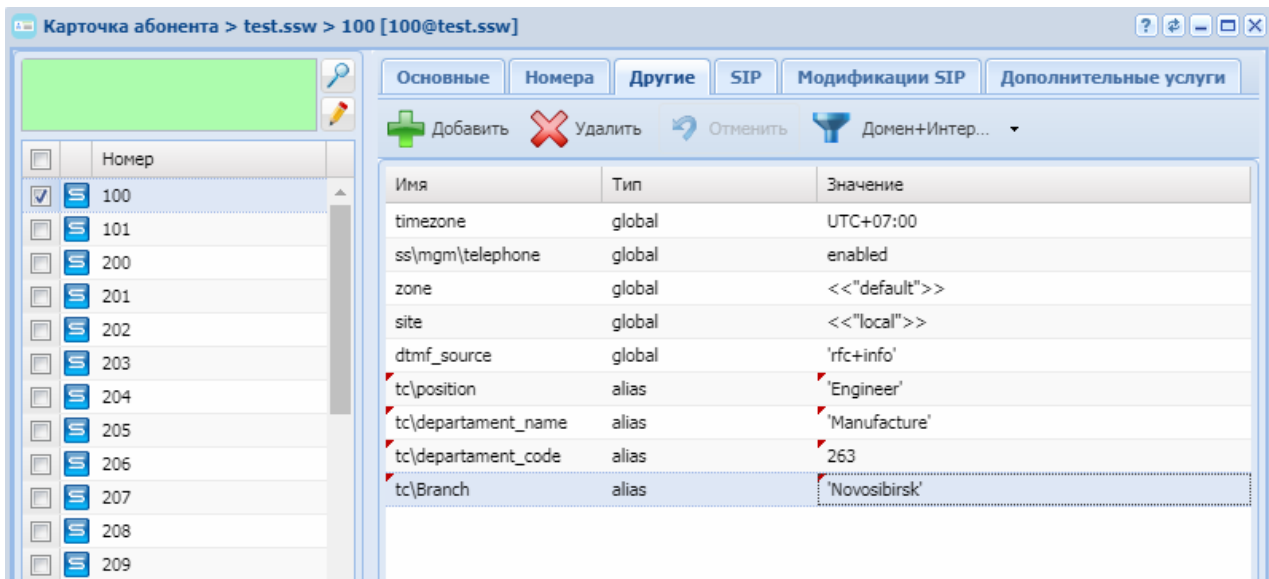 Карточка абонента > test.ssw > 100 [100@test.ssw]
Основные Номера Другие SIP Модификации SIP Дополнительные услуги
Добавить Удалить Отменить Домен+Интер...
Номер
100
101
200
201
202
203
204
205
206
207
208
209
Имя Тип Значение
timezone global UTC+07:00
ss\mgm\telephone global enabled
zone global <<"default">>
site global <<"local">>
dtmf_source global 'rfc+info'
tc\position alias 'Engineer'
tc\departament_name alias 'Manufacture'
tc\departament_code alias 263
tc\Branch alias 'Novosibirsk'